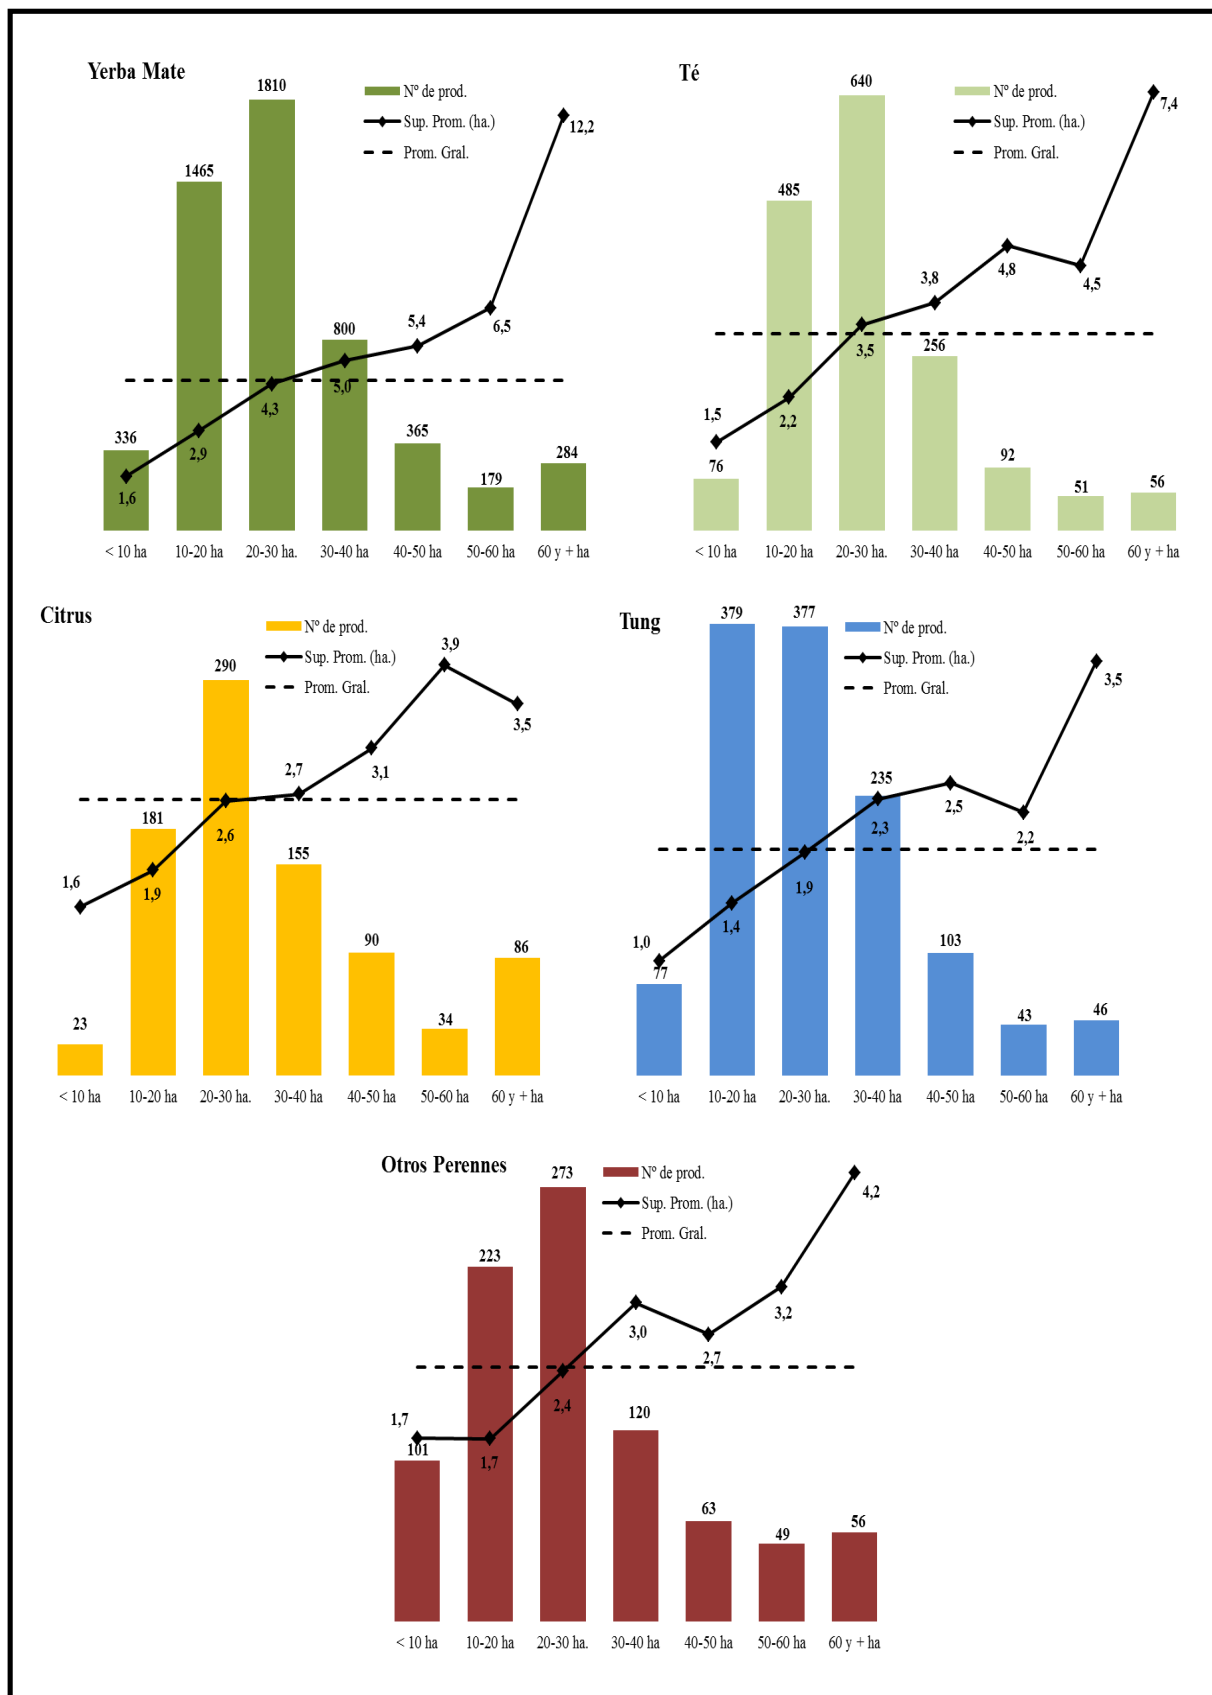 Yerba Mate
Nº de prod.
Sup. Prom. (ha.)
Prom. Gral.
336
1465
1810
800
365
179
284
1,6
2,9
4,3
5,0
5,4
6,5
12,2
< 10 ha
10-20 ha
20-30 ha.
30-40 ha
40-50 ha
50-60 ha
60 y + ha
Té
Nº de prod.
Sup. Prom. (ha.)
Prom. Gral.
76
485
640
256
92
51
56
1,5
2,2
3,5
3,8
4,8
4,5
7,4
< 10 ha
10-20 ha
20-30 ha.
30-40 ha
40-50 ha
50-60 ha
60 y + ha
Citrus
Nº de prod.
Sup. Prom. (ha.)
Prom. Gral.
23
181
290
155
90
34
86
1,6
1,9
2,6
2,7
3,1
3,9
3,5
< 10 ha
10-20 ha
20-30 ha.
30-40 ha
40-50 ha
50-60 ha
60 y + ha
Tung
Nº de prod.
Sup. Prom. (ha.)
Prom. Gral.
77
379
377
235
103
43
46
1,0
1,4
1,9
2,3
2,5
2,2
3,5
< 10 ha
10-20 ha
20-30 ha.
30-40 ha
40-50 ha
50-60 ha
60 y + ha
Otros Perennes
Nº de prod.
Sup. Prom. (ha.)
Prom. Gral.
101
223
273
120
63
49
56
1,7
1,7
2,4
3,0
2,7
3,2
4,2
< 10 ha
10-20 ha
20-30 ha.
30-40 ha
40-50 ha
50-60 ha
60 y + ha